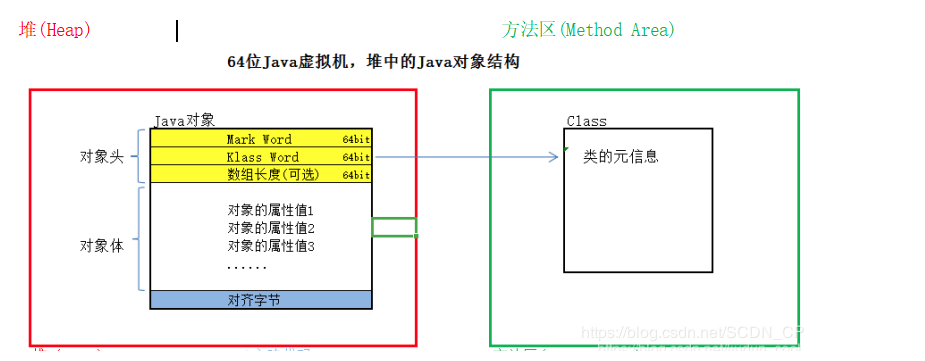 堆(Heap)
方法区(Method Area)
64位Java虚拟机，堆中的Java对象结构
Java对象
Class
对象头
Mark Word 64bit
Klass Word 64bit
数组长度(可选) 64bit
类的元信息
对象体
对象的属性值1
对象的属性值2
对象的属性值3
......
对齐字节
https://blog.csdn.net/SCDN_CP